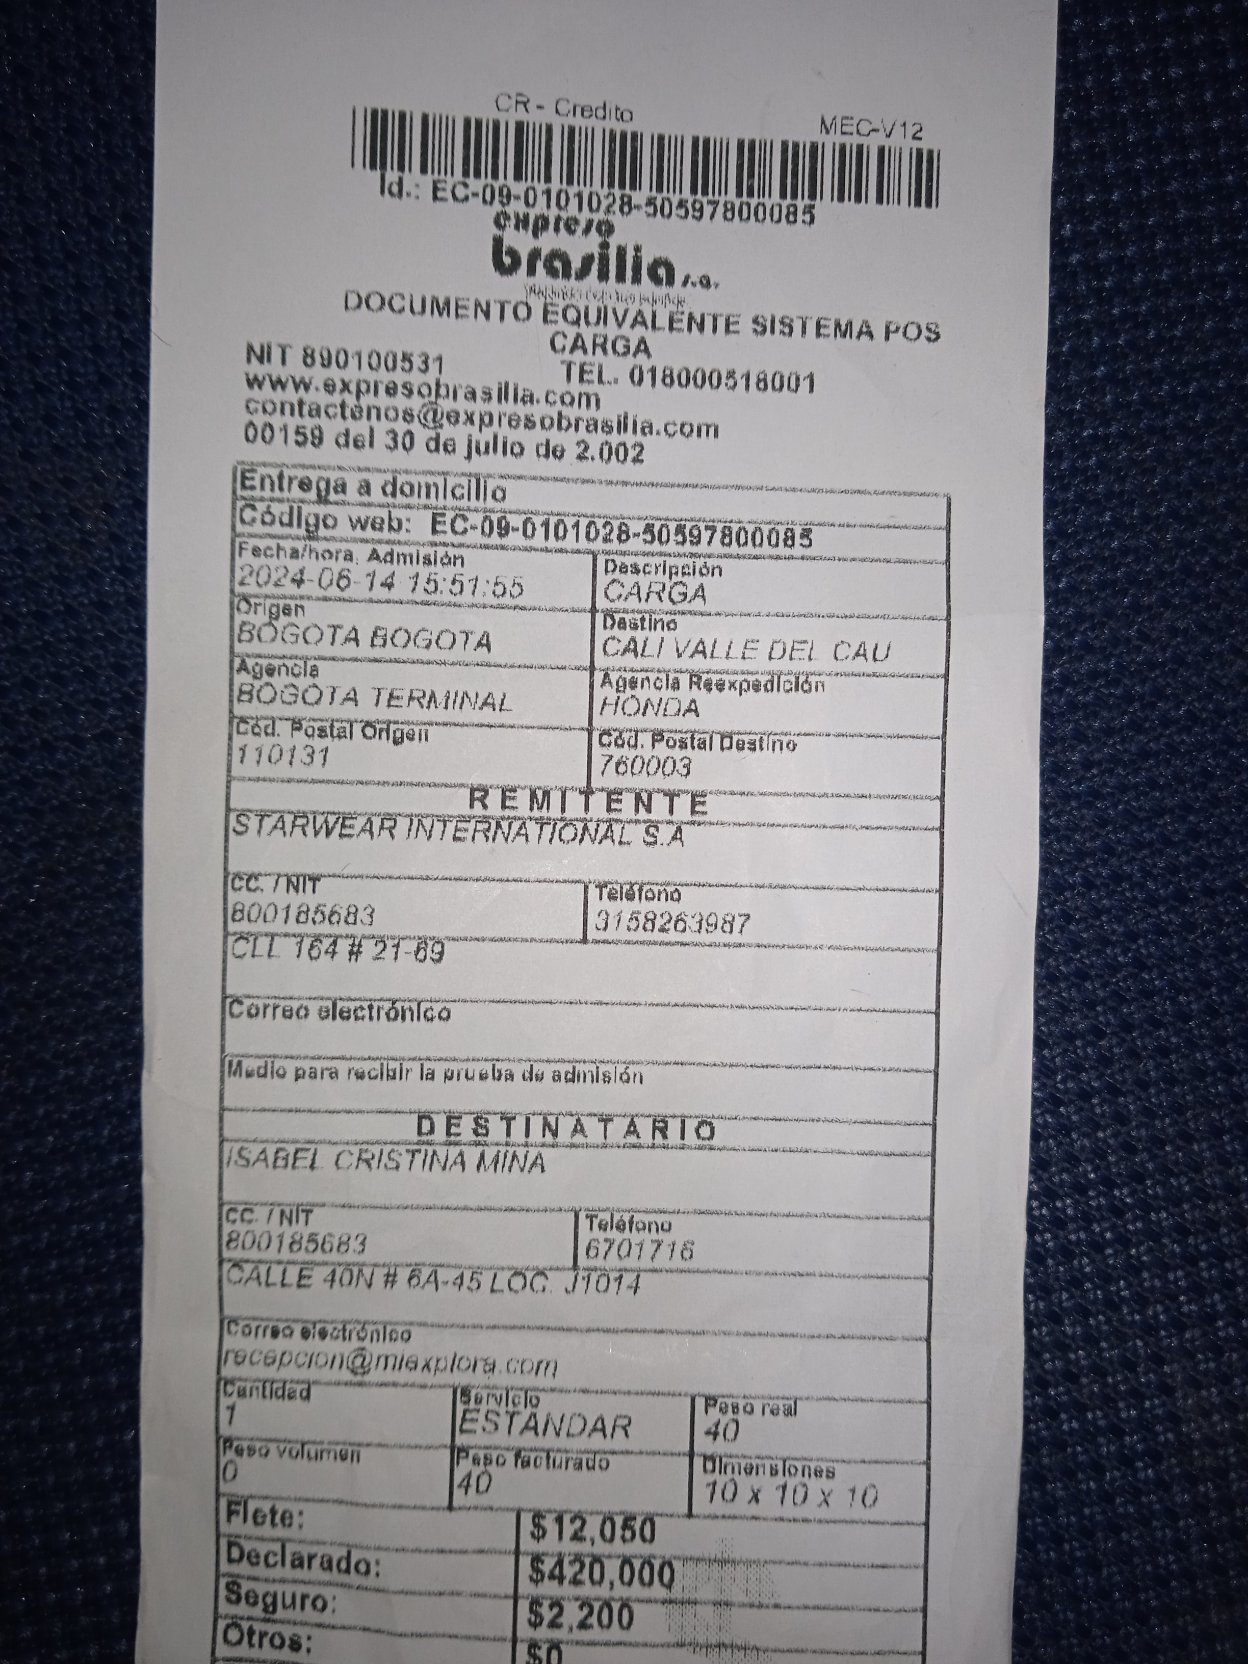 CR - Credito
MEC-V12
Id.: EC-09-0101028-50597800085
expreso
brasilia s.a.
DOCUMENTO EQUIVALENTE SISTEMA POS
CARGA
NIT 890100531 TEL. 018000518001
www.expresobrasilia.com
contactenos@expresobrasilia.com
00159 del 30 de julio de 2.002
Entrega a domicilio
Código web: EC-09-0101028-50597800085
Fecha/hora. Admisión Descripción
2024-06-14 15:51:55 CARGA
Origen Destino
BOGOTA BOGOTA CALI VALLE DEL CAU
Agencia Agencia Reexpedición
BOGOTA TERMINAL HONDA
Cód. Postal Origen Cód. Postal Destino
110131 760003
REMITENTE
STARWEAR INTERNATIONAL S.A
CC. / NIT Teléfono
800185683 3158263987
CLL 164 # 21-69
Correo electrónico
Medio para recibir la prueba de admisión
DESTINATARIO
ISABEL CRISTINA MINA
CC. / NIT Teléfono
800185683 6701716
CALLE 40N # 6A-45 LOC. J1014
Correo electrónico
recepcion@miexplora.com
Cantidad Servicio Peso real
1 ESTANDAR 40
Peso volumen Peso facturado Dimensiones
0 40 10 x 10 x 10
Flete: $12,050
Declarado: $420,000
Seguro: $2,200
Otros: $0